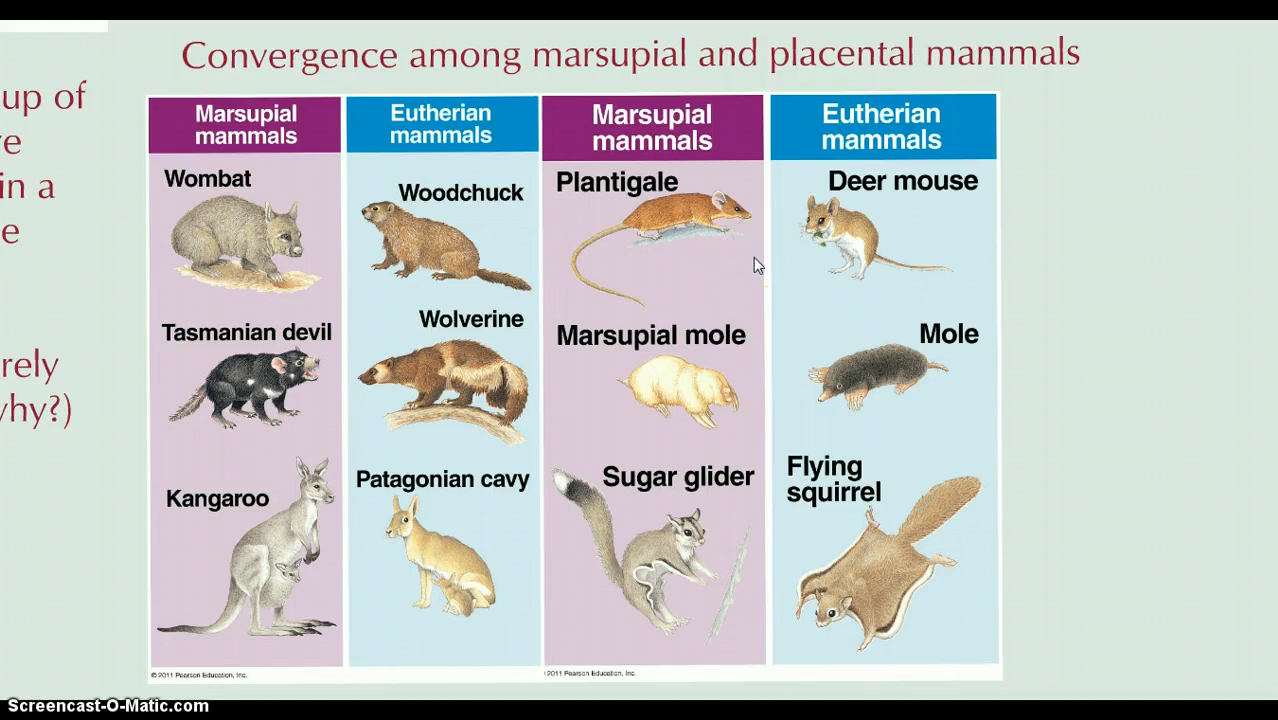 Convergence among marsupial and placental mammals
up of
in a
rely
why?)
Marsupial
mammals
Wombat
Tasmanian devil
Kangaroo
Eutherian
mammals
Woodchuck
Wolverine
Patagonian cavy
Marsupial
mammals
Plantigale
Marsupial mole
Sugar glider
Eutherian
mammals
Deer mouse
Mole
Flying
squirrel
© 2011 Pearson Education, Inc.
2011 Pearson Education, Inc.
Screencast-O-Matic.com